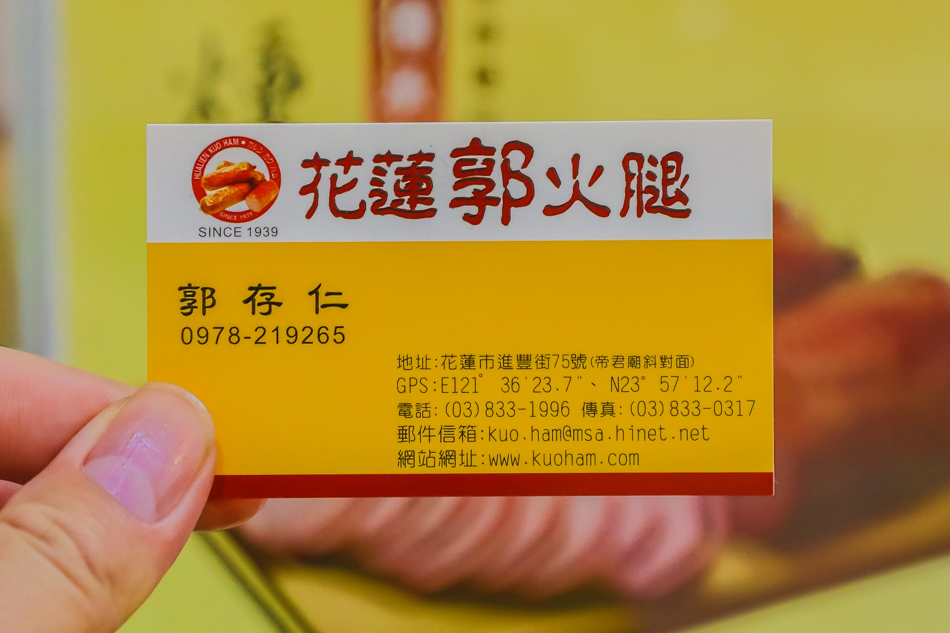 HUALIEN KUO HAM
SINCE 1939
SINCE 1939
花蓮郭火腿
郭存仁
0978-219265
地址:花蓮市進豐街75號(帝君廟斜對面)
GPS:E121° 36'23.7"、N23° 57'12.2"
電話:(03)833-1996 傳真:(03)833-0317
郵件信箱:kuo.ham@msa.hinet.net
網站網址:www.kuoham.com